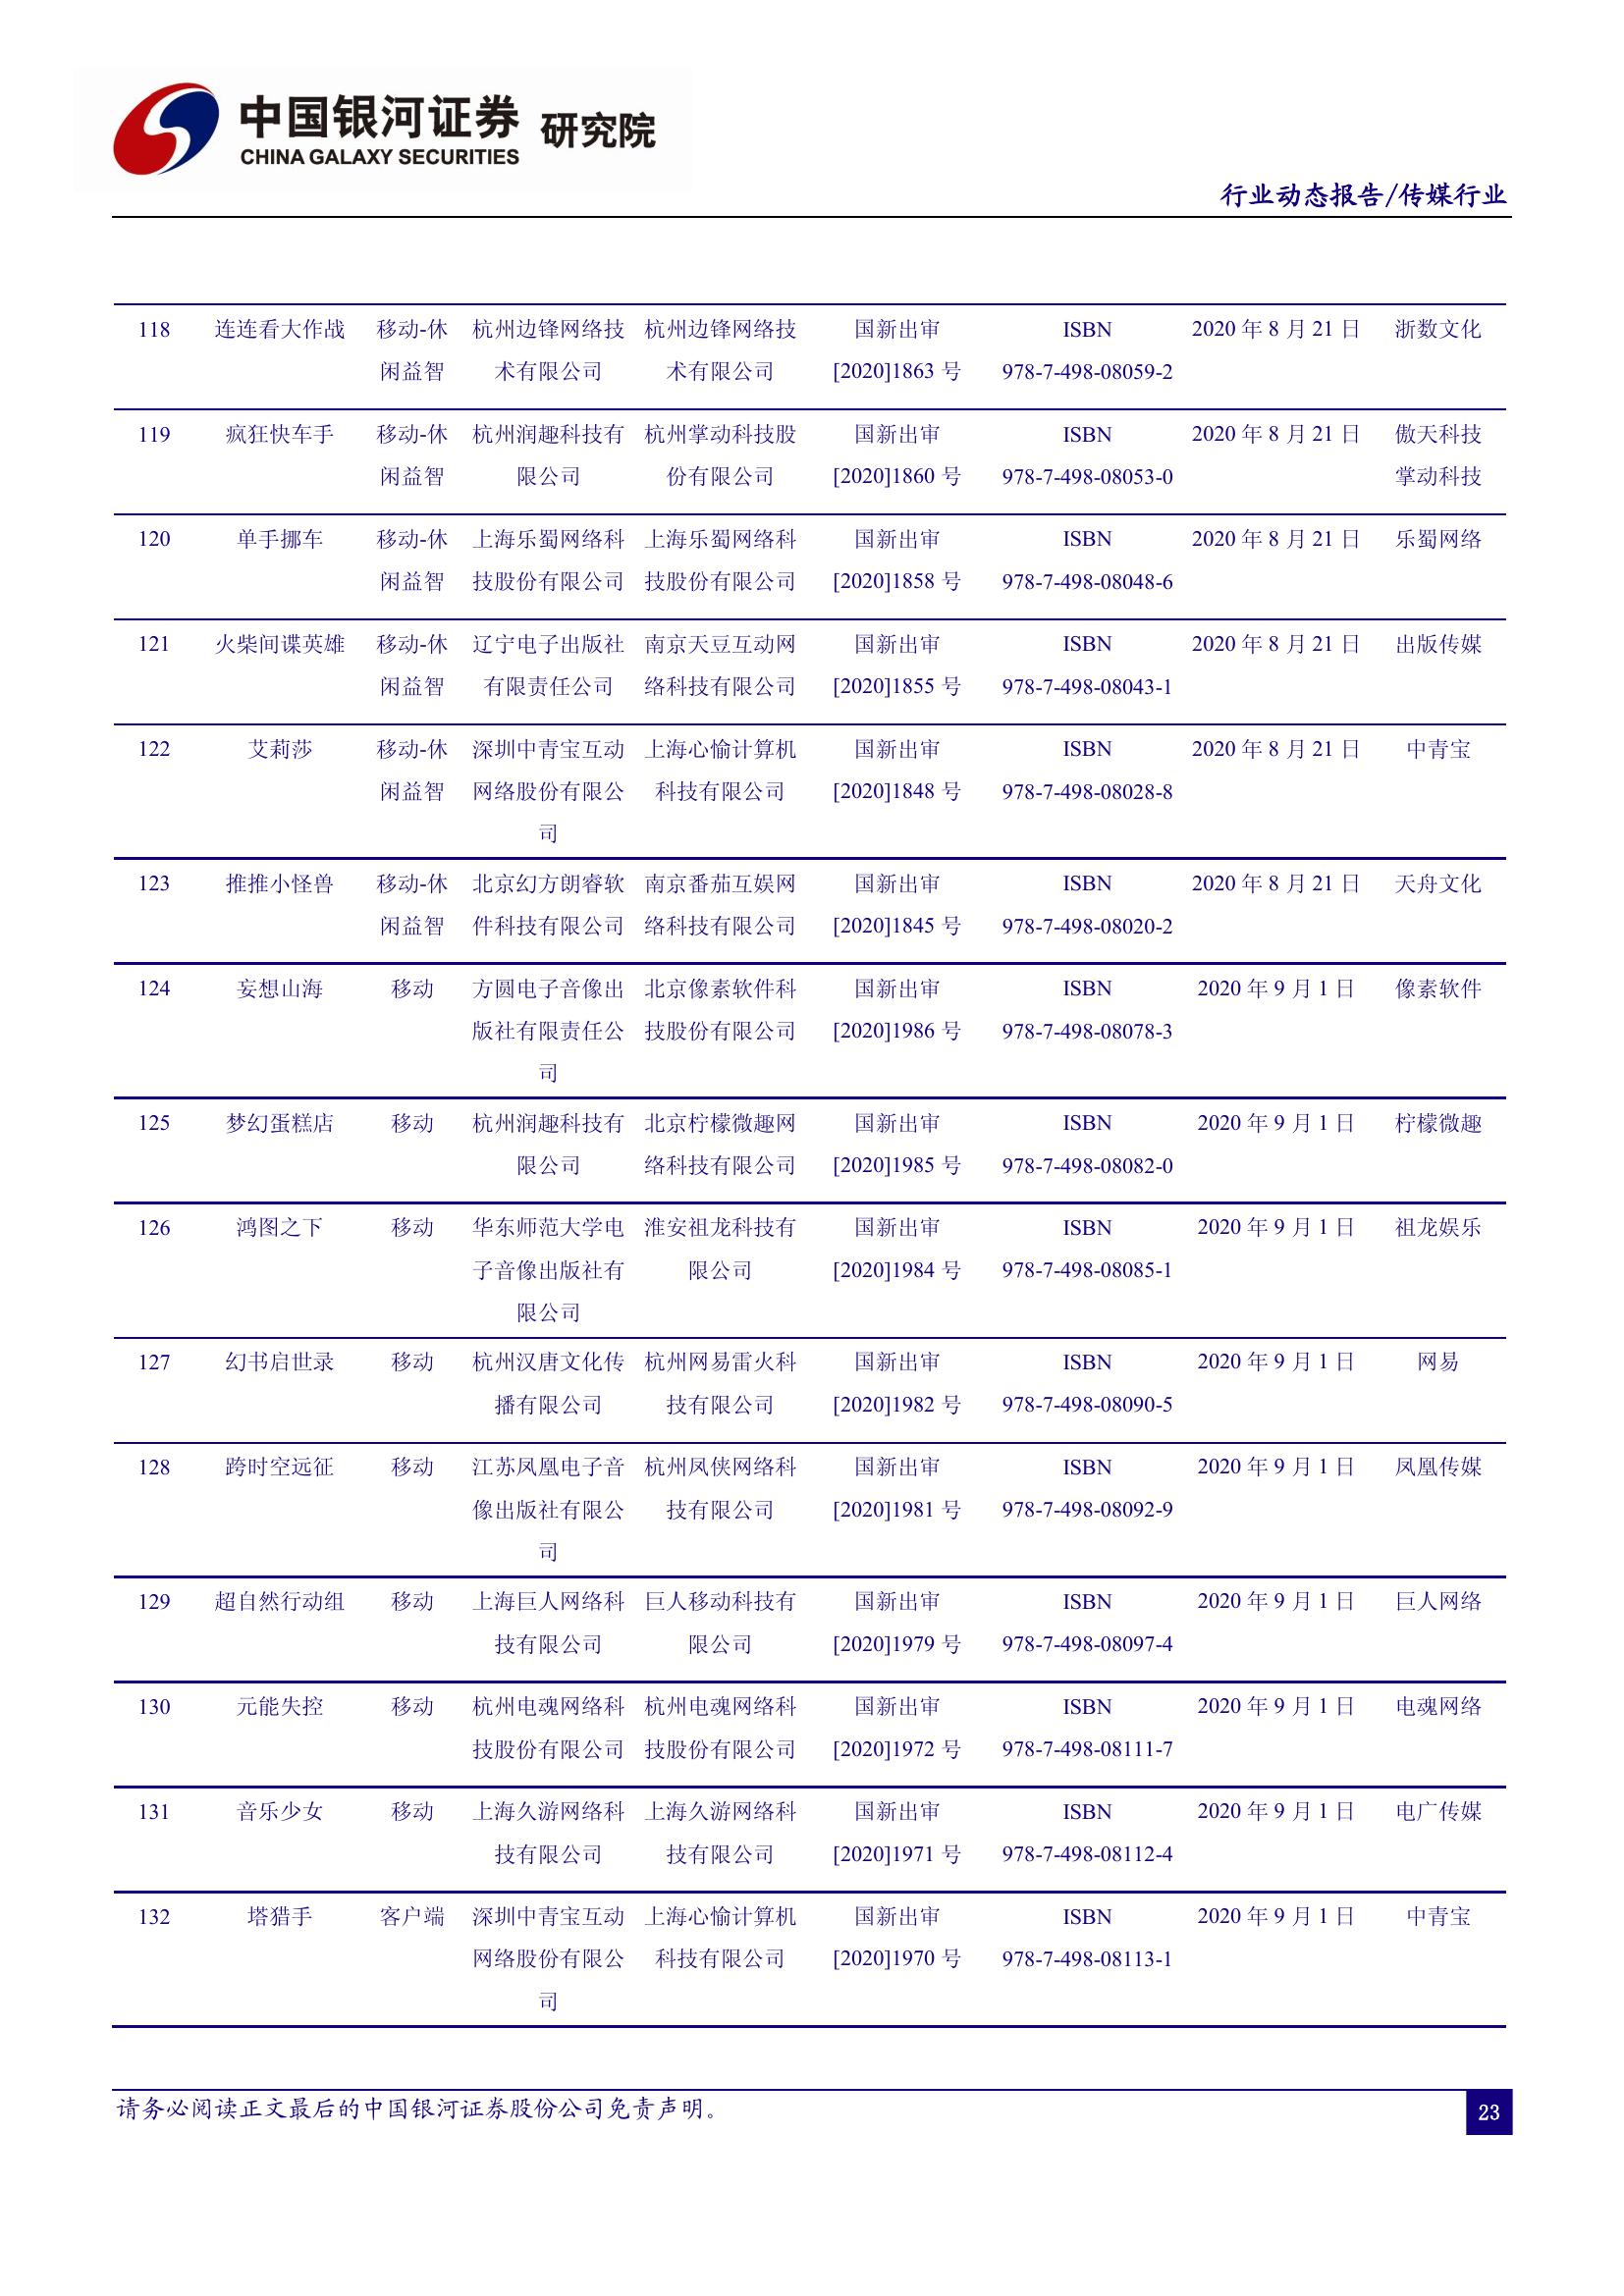 中国银河证券 研究院
CHINA GALAXY SECURITIES
行业动态报告/传媒行业
118 连连看大作战 移动-休 杭州边锋网络技 杭州边锋网络技 国新出审 ISBN 2020 年 8 月 21 日 浙数文化
闲益智 术有限公司 术有限公司 [2020]1863 号 978-7-498-08059-2
119 疯狂快车手 移动-休 杭州润趣科技有 杭州掌动科技股 国新出审 ISBN 2020 年 8 月 21 日 傲天科技
闲益智 限公司 份有限公司 [2020]1860 号 978-7-498-08053-0 掌动科技
120 单手挪车 移动-休 上海乐蜀网络科 上海乐蜀网络科 国新出审 ISBN 2020 年 8 月 21 日 乐蜀网络
闲益智 技股份有限公司 技股份有限公司 [2020]1858 号 978-7-498-08048-6
121 火柴间谍英雄 移动-休 辽宁电子出版社 南京天豆互动网 国新出审 ISBN 2020 年 8 月 21 日 出版传媒
闲益智 有限责任公司 络科技有限公司 [2020]1855 号 978-7-498-08043-1
122 艾莉莎 移动-休 深圳中青宝互动 上海心愉计算机 国新出审 ISBN 2020 年 8 月 21 日 中青宝
闲益智 网络股份有限公 科技有限公司 [2020]1848 号 978-7-498-08028-8
司
123 推推小怪兽 移动-休 北京幻方朗睿软 南京番茄互娱网 国新出审 ISBN 2020 年 8 月 21 日 天舟文化
闲益智 件科技有限公司 络科技有限公司 [2020]1845 号 978-7-498-08020-2
124 妄想山海 移动 方圆电子音像出 北京像素软件科 国新出审 ISBN 2020 年 9 月 1 日 像素软件
版社有限责任公 技股份有限公司 [2020]1986 号 978-7-498-08078-3
司
125 梦幻蛋糕店 移动 杭州润趣科技有 北京柠檬微趣网 国新出审 ISBN 2020 年 9 月 1 日 柠檬微趣
限公司 络科技有限公司 [2020]1985 号 978-7-498-08082-0
126 鸿图之下 移动 华东师范大学电 淮安祖龙科技有 国新出审 ISBN 2020 年 9 月 1 日 祖龙娱乐
子音像出版社有 限公司 [2020]1984 号 978-7-498-08085-1
限公司
127 幻书启世录 移动 杭州汉唐文化传 杭州网易雷火科 国新出审 ISBN 2020 年 9 月 1 日 网易
播有限公司 技有限公司 [2020]1982 号 978-7-498-08090-5
128 跨时空远征 移动 江苏凤凰电子音 杭州凤侠网络科 国新出审 ISBN 2020 年 9 月 1 日 凤凰传媒
像出版社有限公 技有限公司 [2020]1981 号 978-7-498-08092-9
司
129 超自然行动组 移动 上海巨人网络科 巨人移动科技有 国新出审 ISBN 2020 年 9 月 1 日 巨人网络
技有限公司 限公司 [2020]1979 号 978-7-498-08097-4
130 元能失控 移动 杭州电魂网络科 杭州电魂网络科 国新出审 ISBN 2020 年 9 月 1 日 电魂网络
技股份有限公司 技股份有限公司 [2020]1972 号 978-7-498-08111-7
131 音乐少女 移动 上海久游网络科 上海久游网络科 国新出审 ISBN 2020 年 9 月 1 日 电广传媒
技有限公司 技有限公司 [2020]1971 号 978-7-498-08112-4
132 塔猎手 客户端 深圳中青宝互动 上海心愉计算机 国新出审 ISBN 2020 年 9 月 1 日 中青宝
网络股份有限公 科技有限公司 [2020]1970 号 978-7-498-08113-1
司
请务必阅读正文最后的中国银河证券股份公司免责声明。
23